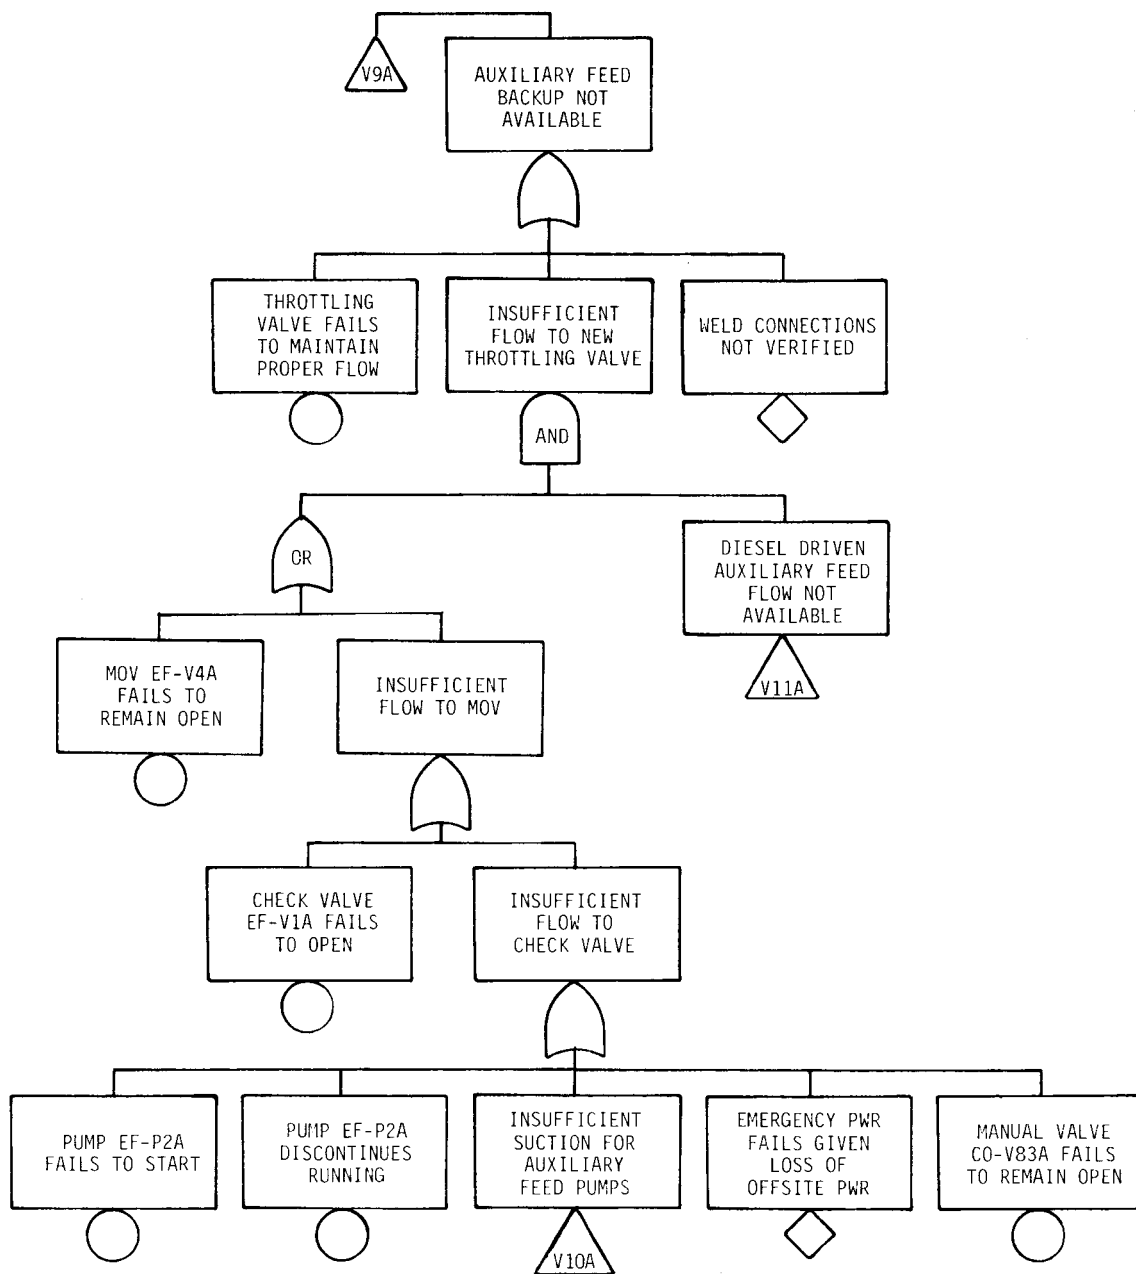 V9A
AUXILIARY FEED
BACKUP NOT
AVAILABLE
THROTTLING
VALVE FAILS
TO MAINTAIN
PROPER FLOW
INSUFFICIENT
FLOW TO NEW
THROTTLING VALVE
WELD CONNECTIONS
NOT VERIFIED
AND
OR
DIESEL DRIVEN
AUXILIARY FEED
FLOW NOT
AVAILABLE
V11A
MOV EF-V4A
FAILS TO
REMAIN OPEN
INSUFFICIENT
FLOW TO MOV
CHECK VALVE
EF-V1A FAILS
TO OPEN
INSUFFICIENT
FLOW TO
CHECK VALVE
PUMP EF-P2A
FAILS TO START
PUMP EF-P2A
DISCONTINUES
RUNNING
INSUFFICIENT
SUCTION FOR
AUXILIARY
FEED PUMPS
V10A
EMERGENCY PWR
FAILS GIVEN
LOSS OF
OFFSITE PWR
MANUAL VALVE
CO-V83A FAILS
TO REMAIN OPEN